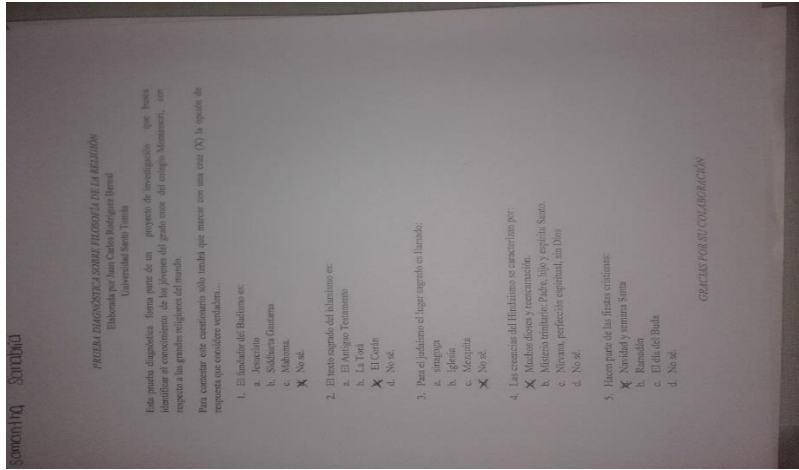 Samantha Sanabria
PRUEBA DIAGNÓSTICA SOBRE FILOSOFÍA DE LA RELIGIÓN
Elaborada por Juan Carlos Rodríguez Bernal
Universidad Santo Tomás
Esta prueba diagnóstica forma parte de un proyecto de investigación que busca
identificar el conocimiento de los jóvenes del grado once del colegio Montessori, con
respecto a las grandes religiones del mundo.
Para contestar este cuestionario sólo tendrá que marcar con una cruz (X) la opción de
respuesta que considere verdadera...
1. El fundador del Budismo es:
a. Jesucristo
b. Siddharta Gautama
c. Mahoma.
X No sé.
2. El texto sagrado del islamismo es:
a. El Antiguo Testamento
b. La Torá
X El Corán
d. No sé.
3. Para el judaísmo el lugar sagrado es llamado:
a. sinagoga
b. Iglesia
c. Mezquita
X No sé.
4. Las creencias del Hinduismo se caracterizan por:
X Muchos dioses y reencarnación.
b. Misterio trinitario: Padre, hijo y espíritu Santo.
c. Nirvana, perfección espiritual, sin Dios
d. No sé.
5. Hacen parte de las fiestas cristianas:
X Navidad y semana Santa
b. Ramadán
c. El día del Buda
d. No sé.
GRACIAS POR SU COLABORACIÓN